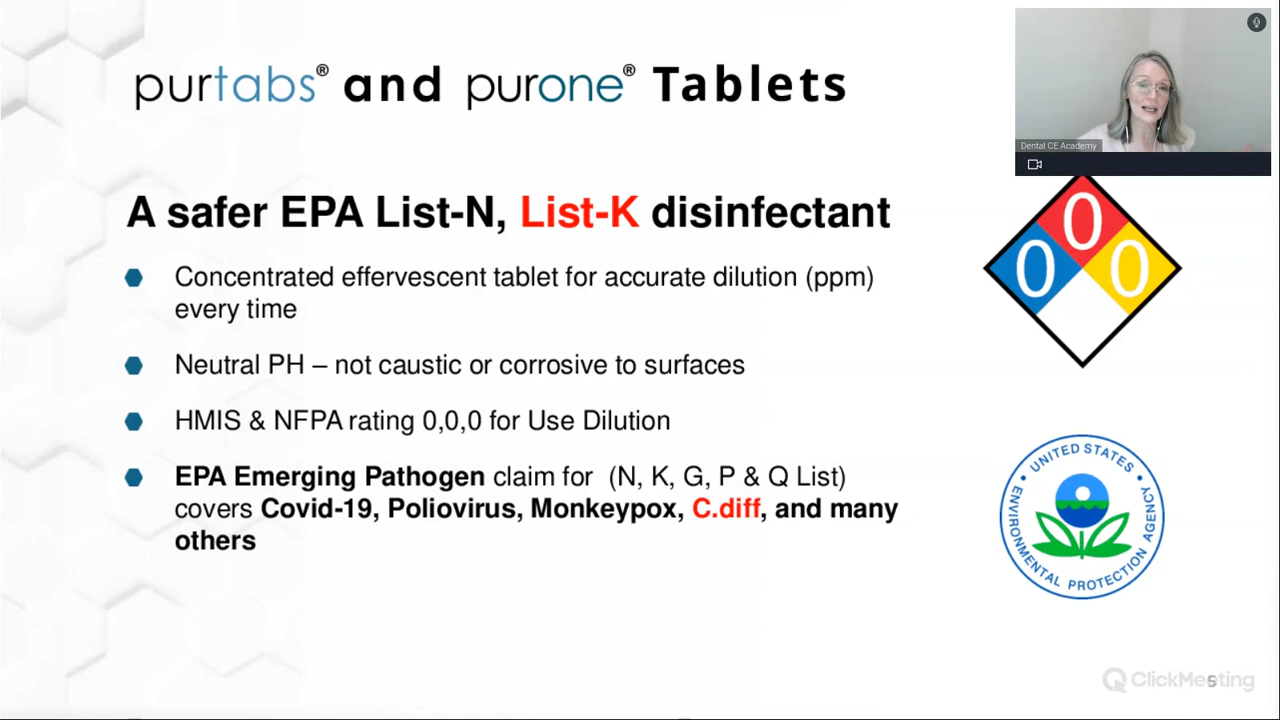 purtabs® and purone® Tablets
Dental CE Academy
A safer EPA List-N, List-K disinfectant
Concentrated effervescent tablet for accurate dilution (ppm)
every time
Neutral PH – not caustic or corrosive to surfaces
HMIS & NFPA rating 0,0,0 for Use Dilution
EPA Emerging Pathogen claim for (N, K, G, P & Q List)
covers Covid-19, Poliovirus, Monkeypox, C.diff, and many
others
0
0 0
UNITED STATES
ENVIRONMENTAL PROTECTION AGENCY
ClickMeeting
5